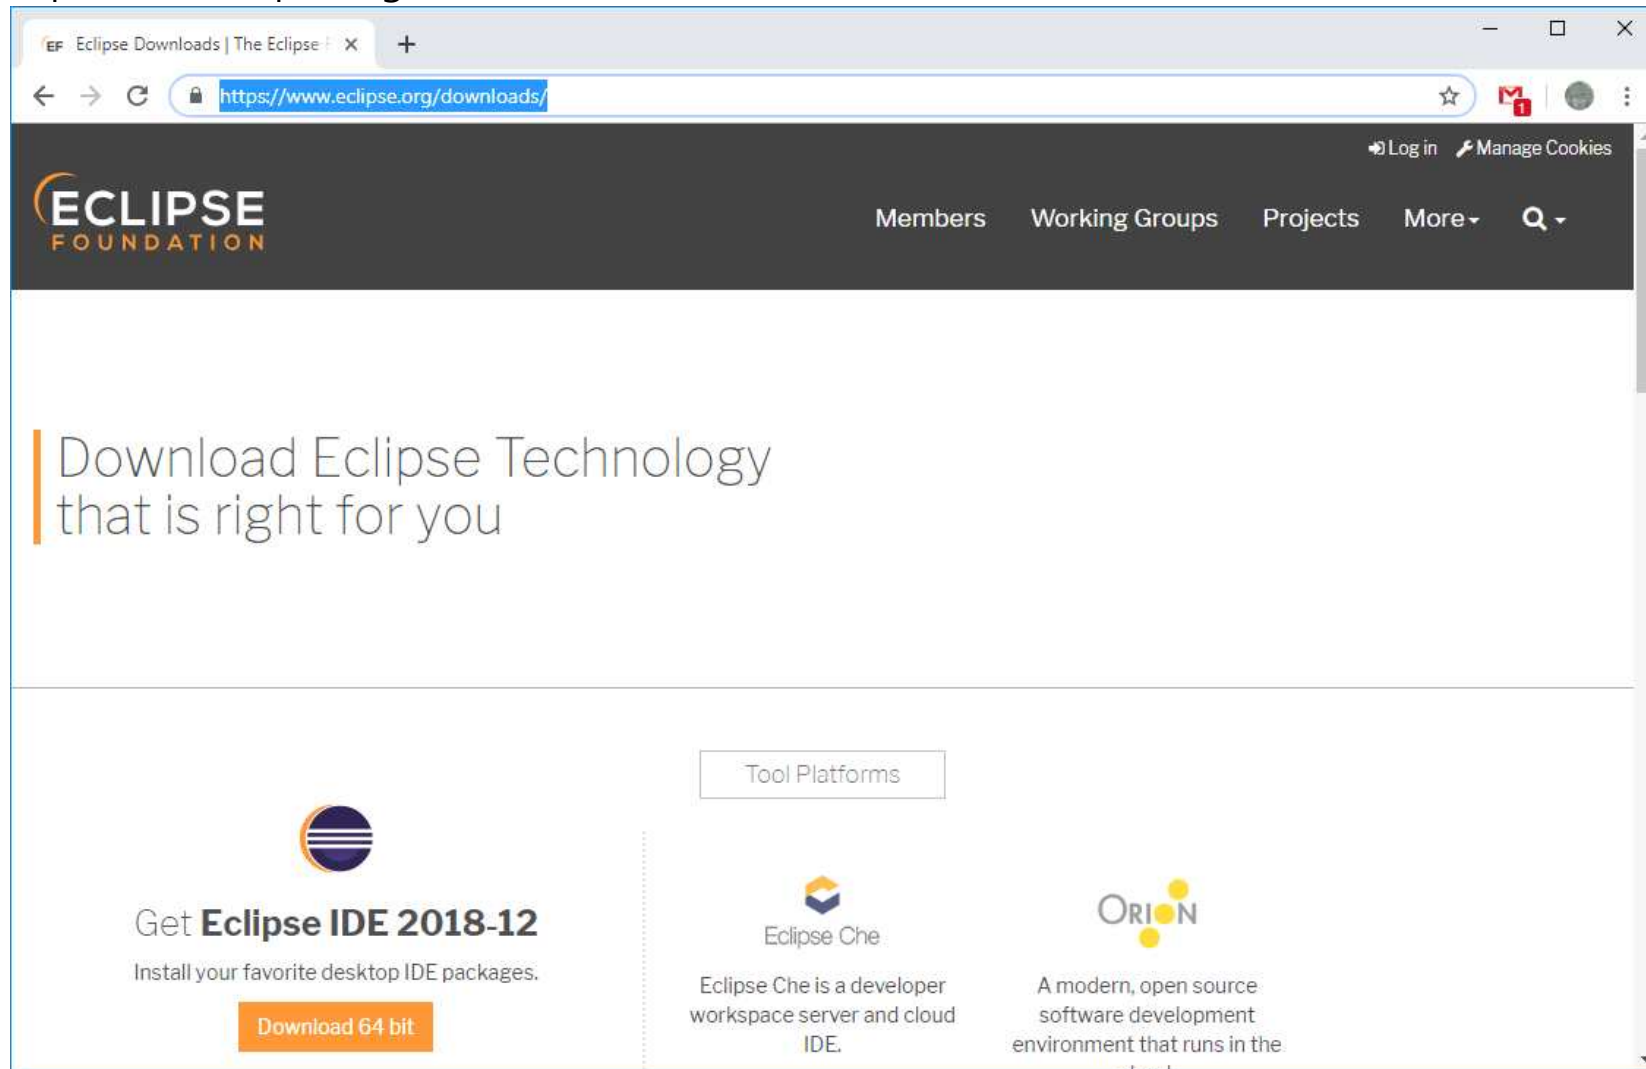 EF Eclipse Downloads | The Eclipse
https://www.eclipse.org/downloads/
1
Log in Manage Cookies
ECLIPSE
FOUNDATION
Members Working Groups Projects More
Download Eclipse Technology
that is right for you
Tool Platforms
Get Eclipse IDE 2018-12
Install your favorite desktop IDE packages.
Download 64 bit
Eclipse Che
Eclipse Che is a developer
workspace server and cloud
IDE.
ORION
A modern, open source
software development
environment that runs in the